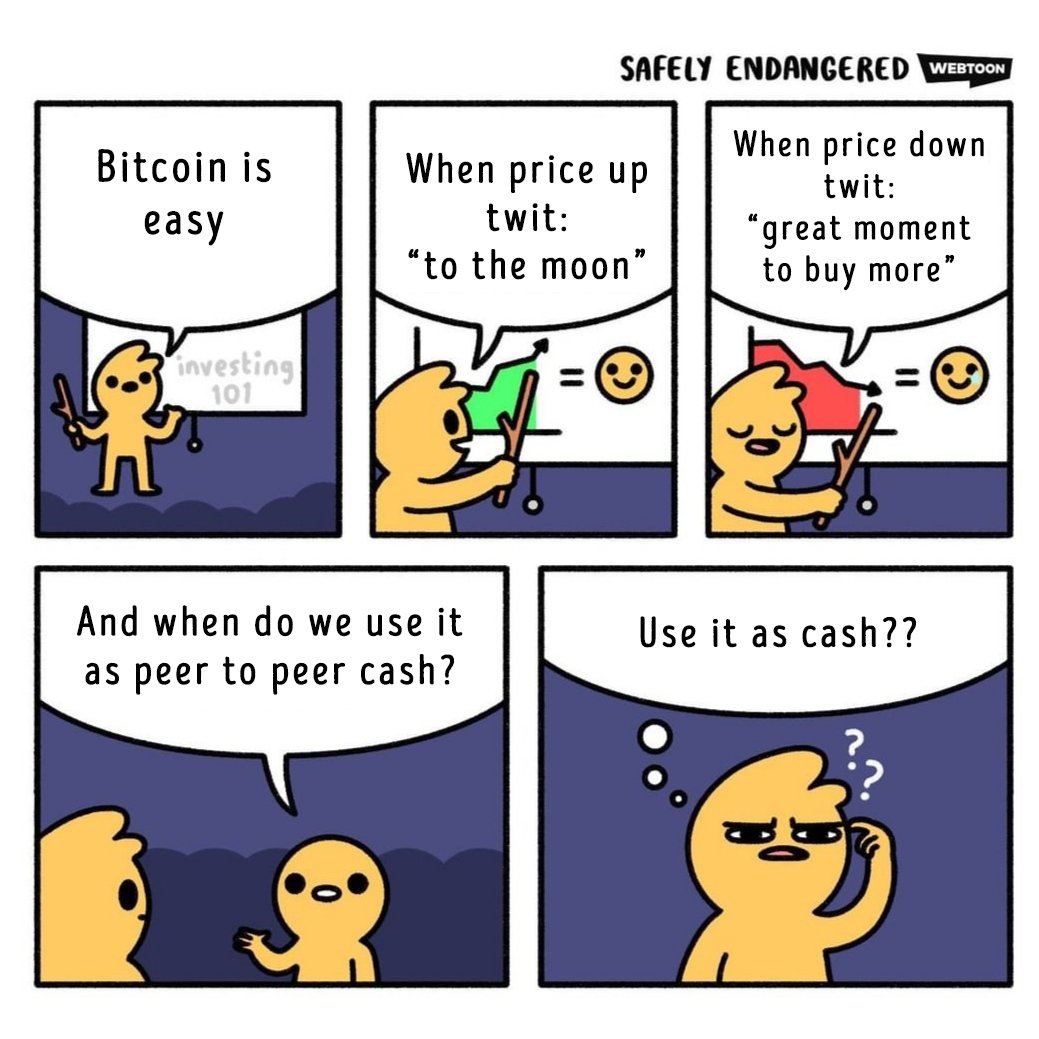 SAFELY ENDANGERED WEBTOON
Bitcoin is
easy
investing
101
When price up
twit:
“to the moon”
=
When price down
twit:
“great moment
to buy more”
=
And when do we use it
as peer to peer cash?
Use it as cash??
?
?